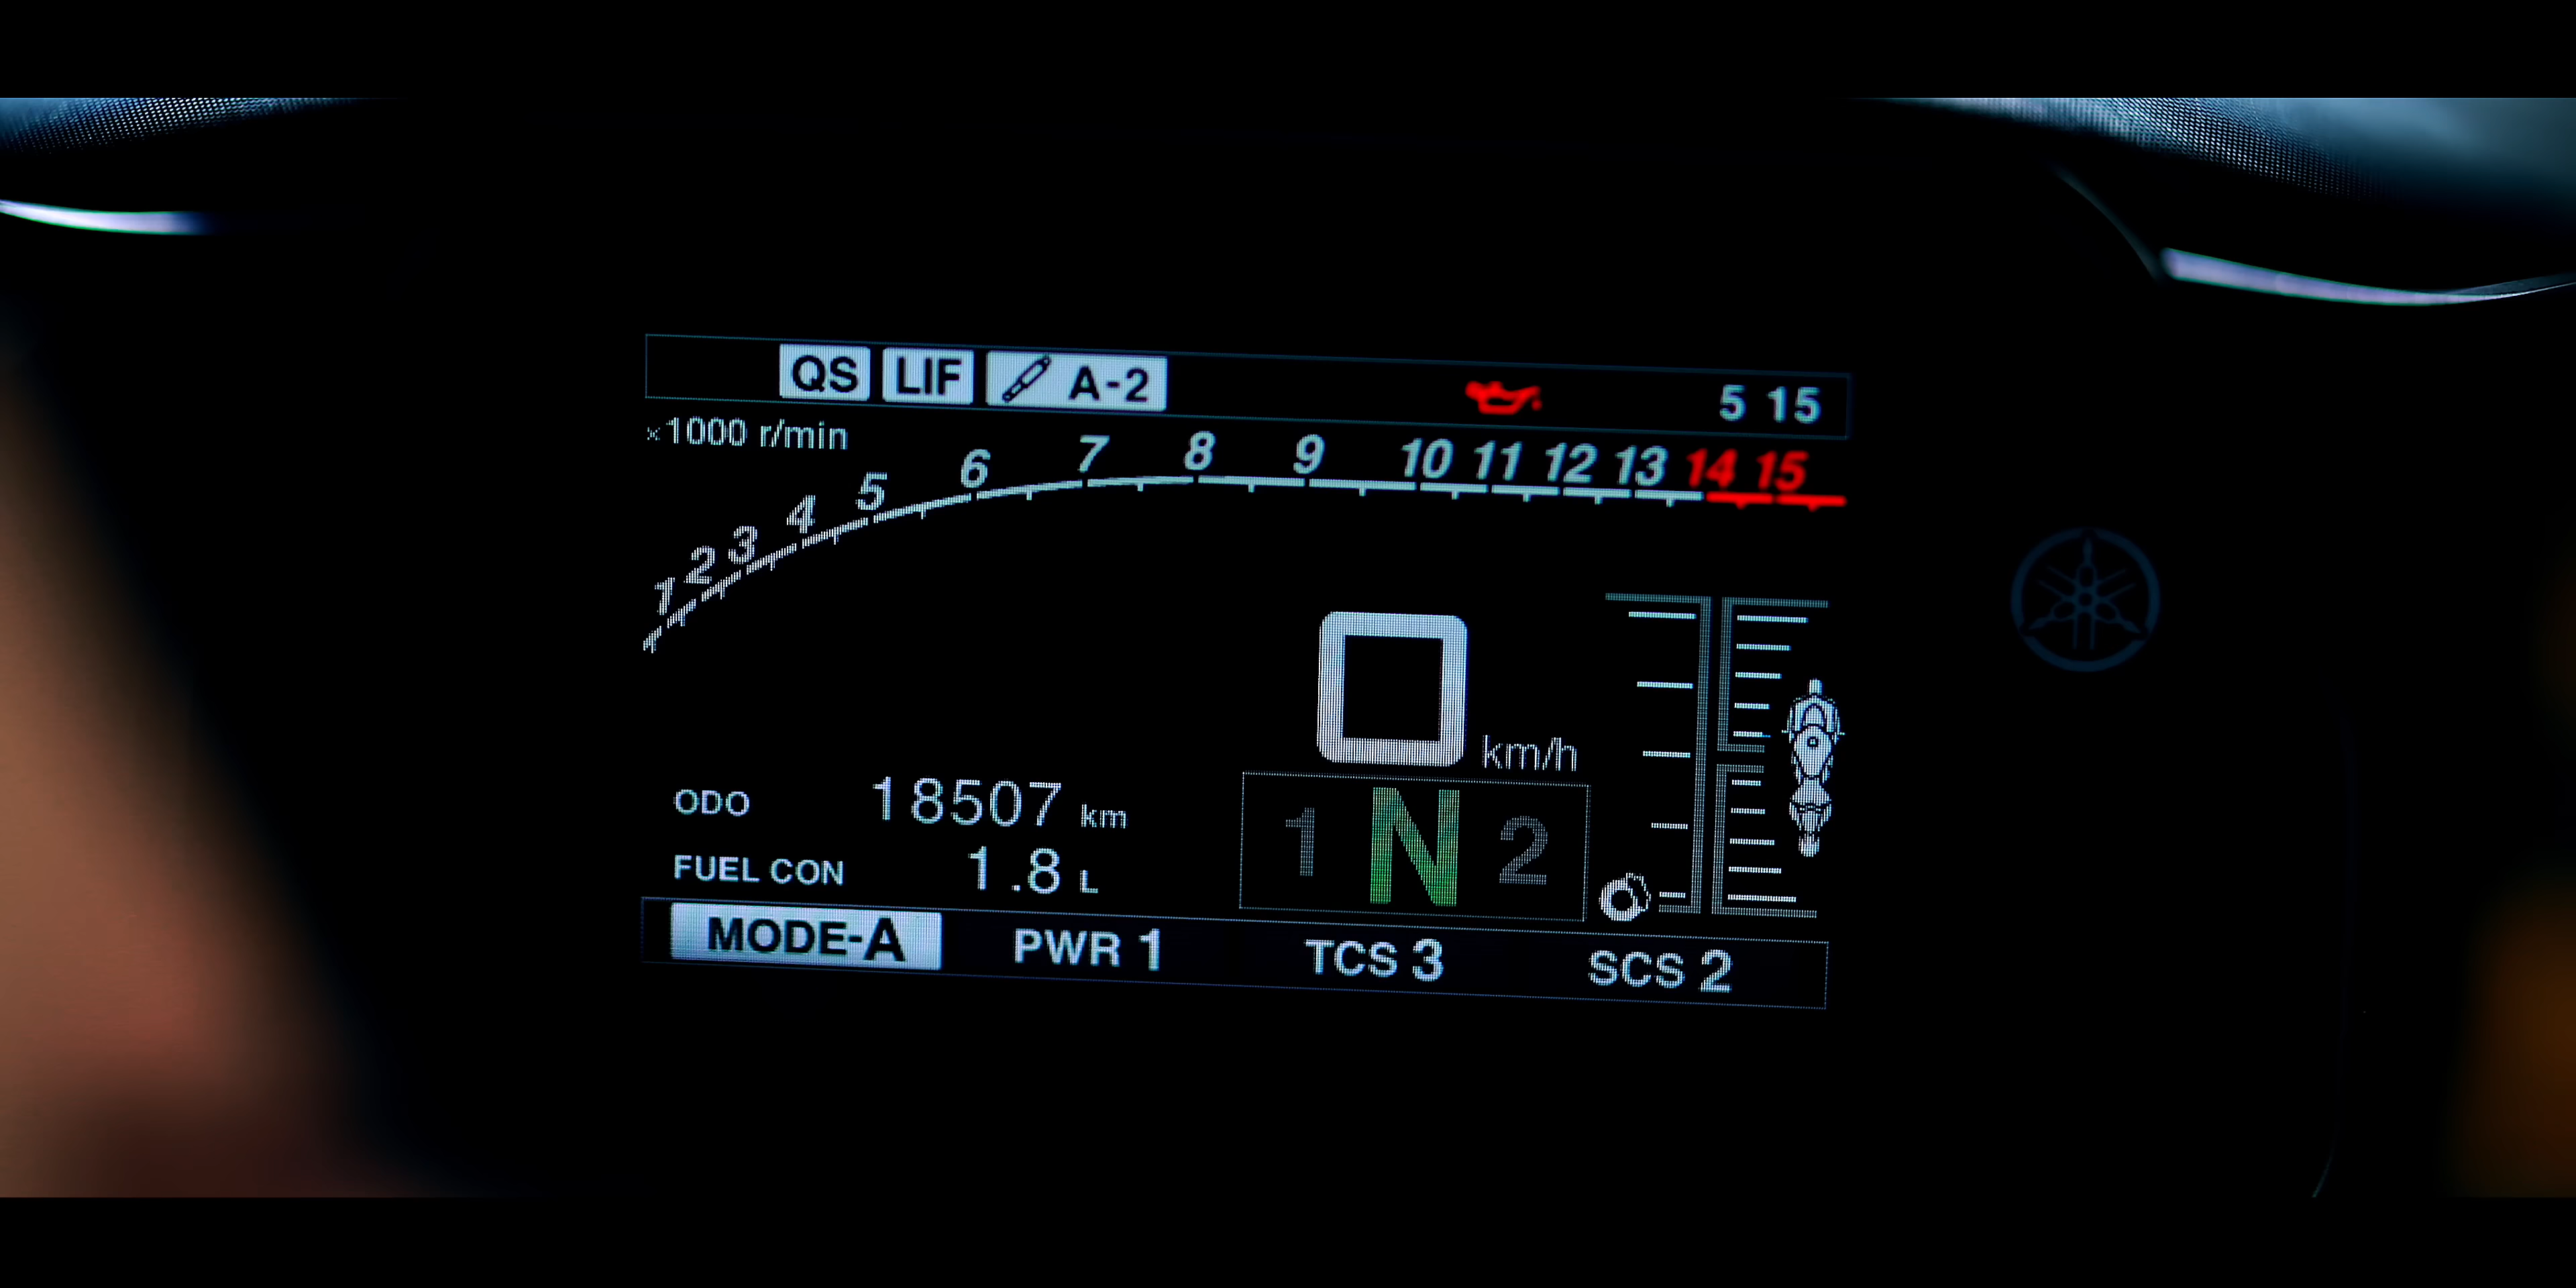 QS LIF A-2 5 15
×1000 r/min
1 2 3 4 5 6 7 8 9 10 11 12 13 14 15
0 km/h
ODO 18507 km
1 N 2
FUEL CON 1.8 L
MODE-A PWR 1 TCS 3 SCS 2